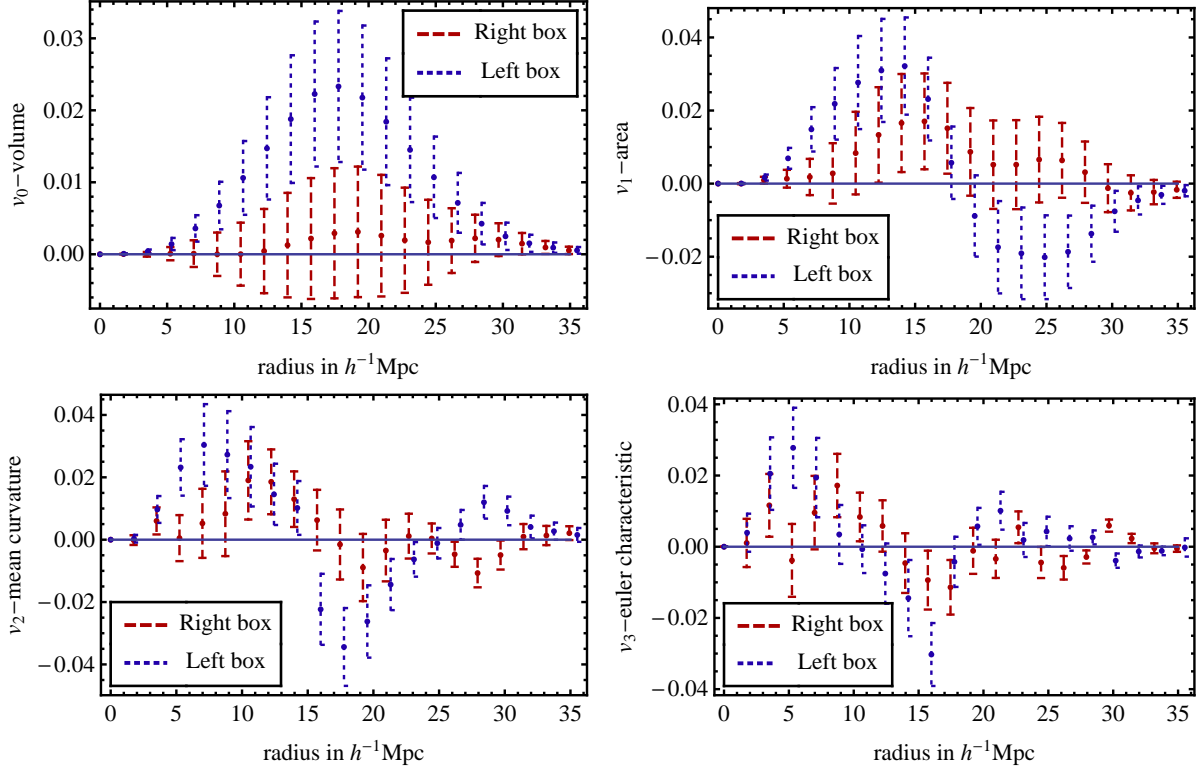 0.03
0.02
0.01
0.00
v0−volume
Right box
Left box
0 5 10 15 20 25 30 35
radius in h−1Mpc
0.04
0.02
0.00
−0.02
v1−area
Right box
Left box
0 5 10 15 20 25 30 35
radius in h−1Mpc
0.04
0.02
0.00
−0.02
−0.04
v2−mean curvature
Right box
Left box
0 5 10 15 20 25 30 35
radius in h−1Mpc
0.04
0.02
0.00
−0.02
−0.04
v3−euler characteristic
Right box
Left box
0 5 10 15 20 25 30 35
radius in h−1Mpc